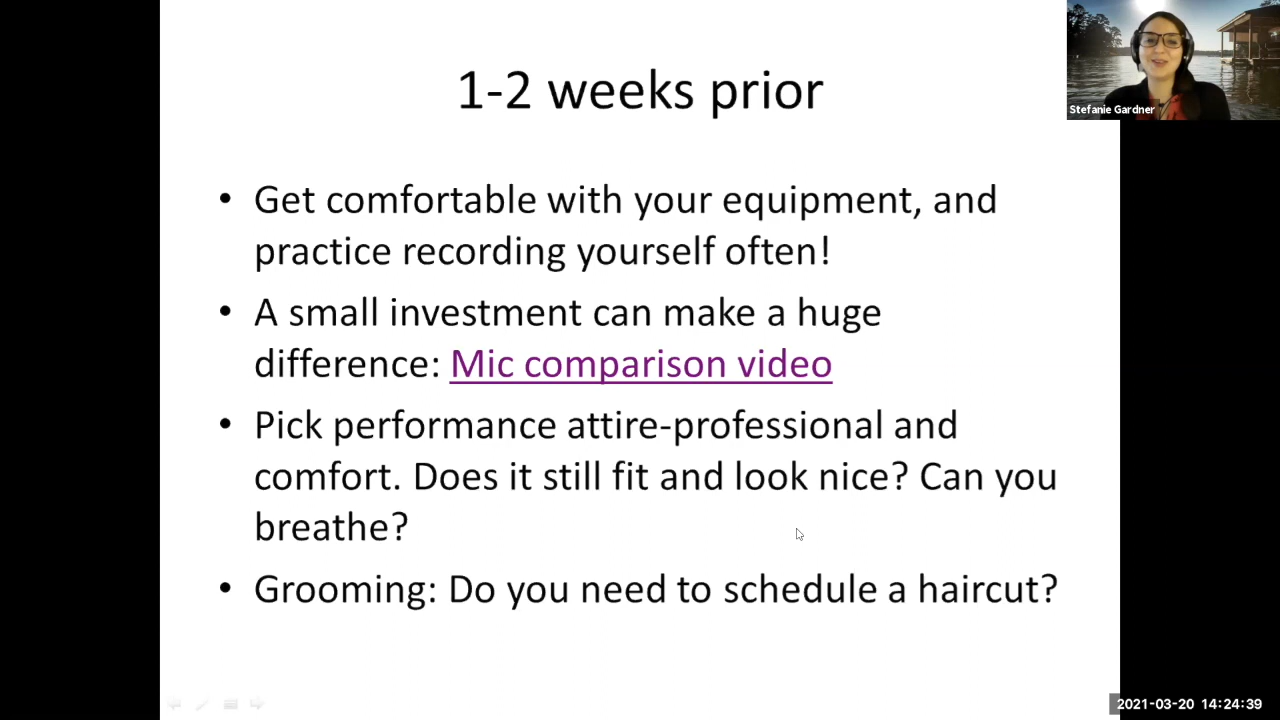 1-2 weeks prior
Stefanie Gardner
• Get comfortable with your equipment, and
practice recording yourself often!
• A small investment can make a huge
difference: Mic comparison video
• Pick performance attire-professional and
comfort. Does it still fit and look nice? Can you
breathe?
• Grooming: Do you need to schedule a haircut?
2021-03-20 14:24:39